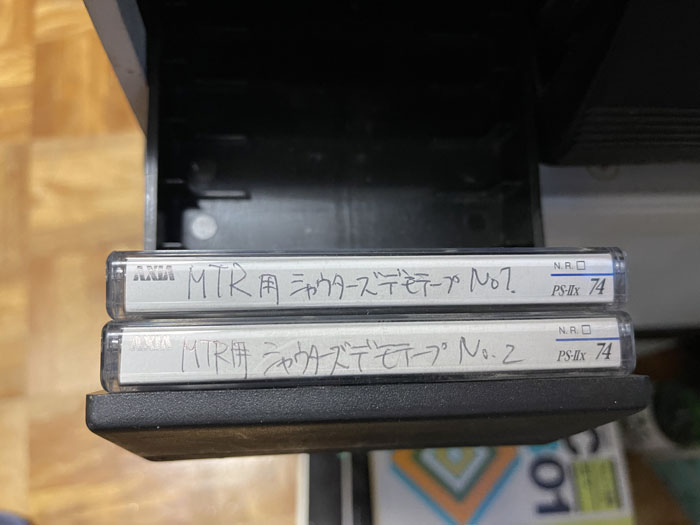 AXIA MTR用 シャウターズデモテープ No1. N.R.□ PS-IIx 74
AXIA MTR用 シャウターズデモテープ No.2 N.R.□ PS-IIx 74
C
01